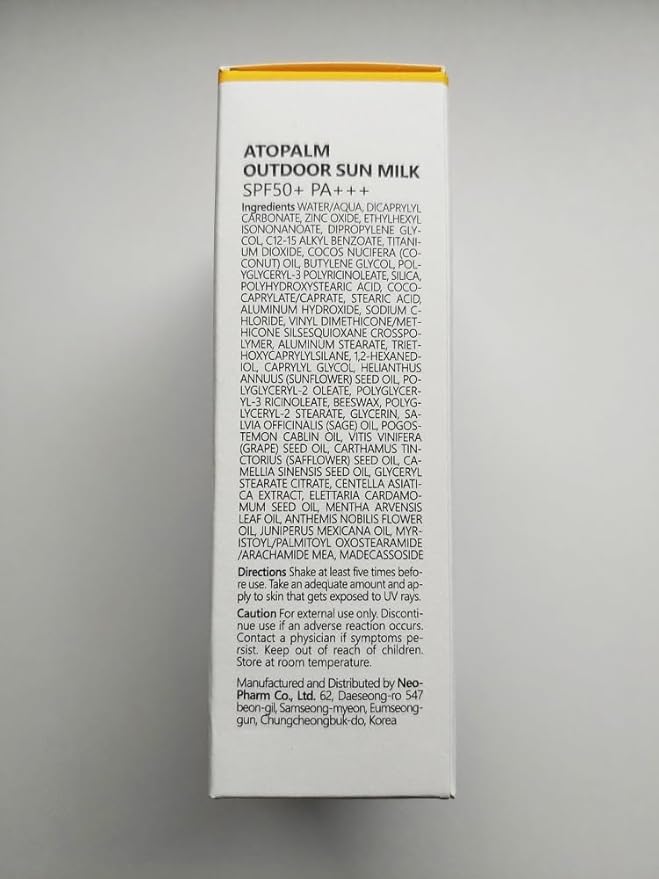 ATOPALM
OUTDOOR SUN MILK
SPF50+ PA+++
Ingredients WATER/AQUA, DICAPRYLYL
CARBONATE, ZINC OXIDE, ETHYLHEXYL
ISONONANOATE, DIPROPYLENE GLY-
COL, C12-15 ALKYL BENZOATE, TITANI-
UM DIOXIDE, COCOS NUCIFERA (CO-
CONUT) OIL, BUTYLENE GLYCOL, POL-
YGLYCERYL-3 POLYRICINOLEATE, SILICA,
POLYHYDROXYSTEARIC ACID, COCO-
CAPRYLATE/CAPRATE, STEARIC ACID,
ALUMINUM HYDROXIDE, SODIUM C-
HLORIDE, VINYL DIMETHICONE/MET-
HICONE SILSESQUIOXANE CROSSPO-
LYMER, ALUMINUM STEARATE, TRIET-
HOXYCAPRYLYLSILANE, 1,2-HEXANED-
IOL, CAPRYLYL GLYCOL, HELIANTHUS
ANNUUS (SUNFLOWER) SEED OIL, PO-
LYGLYCERYL-2 OLEATE, POLYGLYCER-
YL-3 RICINOLEATE, BEESWAX, POLYG-
LYCERYL-2 STEARATE, GLYCERIN, SA-
LVIA OFFICINALIS (SAGE) OIL, POGOS-
TEMON CABLIN OIL, VITIS VINIFERA
(GRAPE) SEED OIL, CARTHAMUS TIN-
CTORIUS (SAFFLOWER) SEED OIL, CA-
MELLIA SINENSIS SEED OIL, GLYCERYL
STEARATE CITRATE, CENTELLA ASIATI-
CA EXTRACT, ELETTARIA CARDAMO-
MUM SEED OIL, MENTHA ARVENSIS
LEAF OIL, ANTHEMIS NOBILIS FLOWER
OIL, JUNIPERUS MEXICANA OIL, MYR-
ISTOYL/PALMITOYL OXOSTEARAMIDE
/ARACHAMIDE MEA, MADECASSOSIDE
Directions Shake at least five times befo-
re use. Take an adequate amount and ap-
ply to skin that gets exposed to UV rays.
Caution For external use only. Disconti-
nue use if an adverse reaction occurs.
Contact a physician if symptoms pe-
rsist. Keep out of reach of children.
Store at room temperature.
Manufactured and Distributed by Neo-
Pharm Co., Ltd. 62, Daeseong-ro 547
beon-gil, Samseong-myeon, Eumseong-
gun, Chungcheongbuk-do, Korea